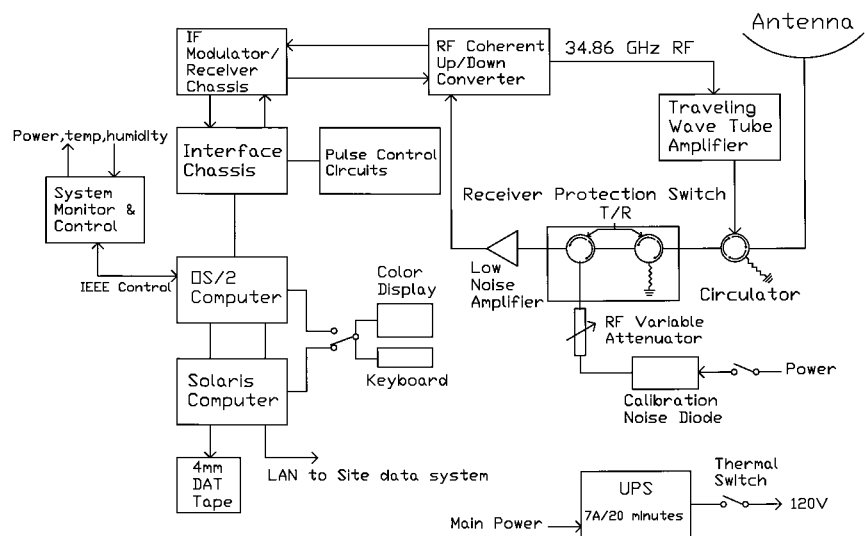 Antenna
IF
Modulator/
Receiver
Chassis
RF Coherent
Up/Down
Converter
34.86 GHz RF
Traveling
Wave Tube
Amplifier
Power,temp,humidity
Interface
Chassis
Pulse Control
Circuits
System
Monitor &
Control
Receiver Protection Switch
T/R
Low
Noise
Amplifier
Circulator
IEEE Control
OS/2
Computer
Color
Display
RF Variable
Attenuator
Solaris
Computer
Keyboard
Power
Calibration
Noise Diode
4mm
DAT
Tape
LAN to Site data system
Thermal
Switch
UPS
7A/20 minutes
120V
Main Power